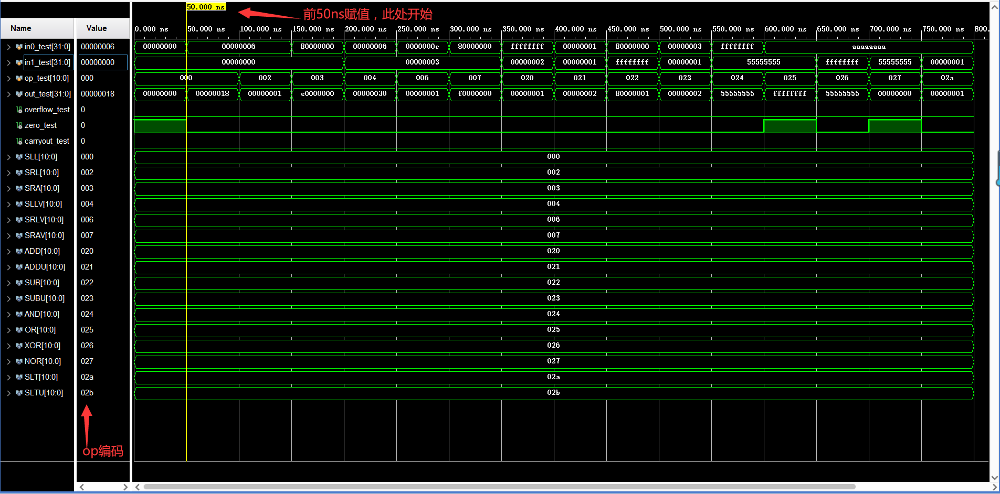 50.000 ns
前50ns赋值，此处开始
Name Value 0.000 ns 50.000 ns 100.000 ns 150.000 ns 200.000 ns 250.000 ns 300.000 ns 350.000 ns 400.000 ns 450.000 ns 500.000 ns 550.000 ns 600.000 ns 650.000 ns 700.000 ns 750.000 ns 800.
in0_test[31:0] 00000006 00000000 00000006 80000000 00000006 0000000e 80000000 ffffffff 00000001 80000000 00000003 ffffffff aaaaaaaa
in1_test[31:0] 00000000 00000000 00000003 00000002 00000001 ffffffff 00000001 55555555 ffffffff 55555555 00000001
op_test[10:0] 000 000 002 003 004 006 007 020 021 022 023 024 025 026 027 02a
out_test[31:0] 00000018 00000000 00000018 00000001 e0000000 00000030 00000001 f0000000 00000001 00000002 80000001 00000002 55555555 ffffffff 55555555 00000000 00000001
overflow_test 0
zero_test 0
carryout_test 0
SLL[10:0] 000 000
SRL[10:0] 002 002
SRA[10:0] 003 003
SLLV[10:0] 004 004
SRLV[10:0] 006 006
SRAV[10:0] 007 007
ADD[10:0] 020 020
ADDU[10:0] 021 021
SUB[10:0] 022 022
SUBU[10:0] 023 023
AND[10:0] 024 024
OR[10:0] 025 025
XOR[10:0] 026 026
NOR[10:0] 027 027
SLT[10:0] 02a 02a
SLTU[10:0] 02b 02b
op编码